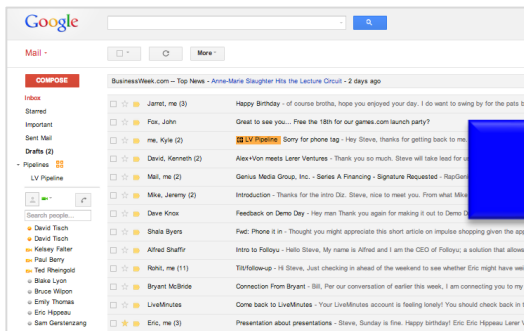 Google
Mail
More
COMPOSE
BusinessWeek.com – Top News - Anne-Marie Slaughter Hits the Lecture Circuit - 2 days ago
Inbox
Starred
Important
Sent Mail
Drafts (2)
Pipelines
LV Pipeline
Search people...
David Tisch
David Tisch
Kelsey Falter
Paul Berry
Ted Rheingold
Blake Lyon
Bruce Wilpon
Emily Thomas
Eric Hippeau
Sam Gerstenzang
Jarret, me (3) Happy Birthday - of course brotha, hope you enjoyed your day. I do want to swing by for the pats
Fox, John Great to see you... Free the 18th for our games.com launch party?
me, Kyle (2) LV Pipeline Sorry for phone tag - Hey Steve, thanks for getting back to me.
David, Kenneth (2) Alex+Von meets Lerer Ventures - Thank you so much. Steve will take lead for
Mail, me (2) Genius Media Group, Inc. - Series A Financing - Signature Requested - RapGen
Mike, Jeremy (2) Introduction - Thanks for the intro Diz. Steve, nice to meet you. From what Mike
Dave Knox Feedback on Demo Day - Hey man Thank you again for making it out to Demo
Shala Byers Fwd: Phone it in - Thought you might appreciate this short article on impulse shopping given the
Alfred Shaffir Intro to Folloyu - Hello Steve, My name is Alfred and I am the CEO of Folloyu; a solution that allows
Rohit, me (11) Tilt/follow-up - Hi Steve, Just checking in ahead of the weekend to see whether Eric might have
Bryant McBride Connection From Bryant - Bill, Per our conversation of earlier this week, I am connecting you to my
LiveMinutes Come back to LiveMinutes - Your LiveMinutes account is feeling lonely! You should check back in
Eric, me (3) Presentation about presentations - Steve, Sunday is fine. Happy birthday! Eric Eric Hippeau Lerer